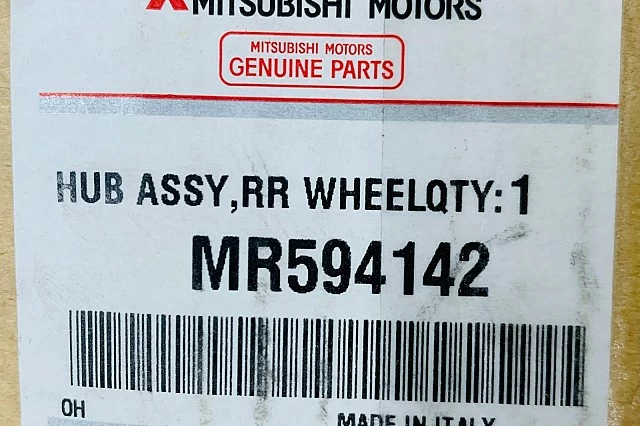 MITSUBISHI MOTORS
MITSUBISHI MOTORS
GENUINE PARTS
HUB ASSY,RR WHEELQTY:1
MR594142
OH
MADE IN ITALY